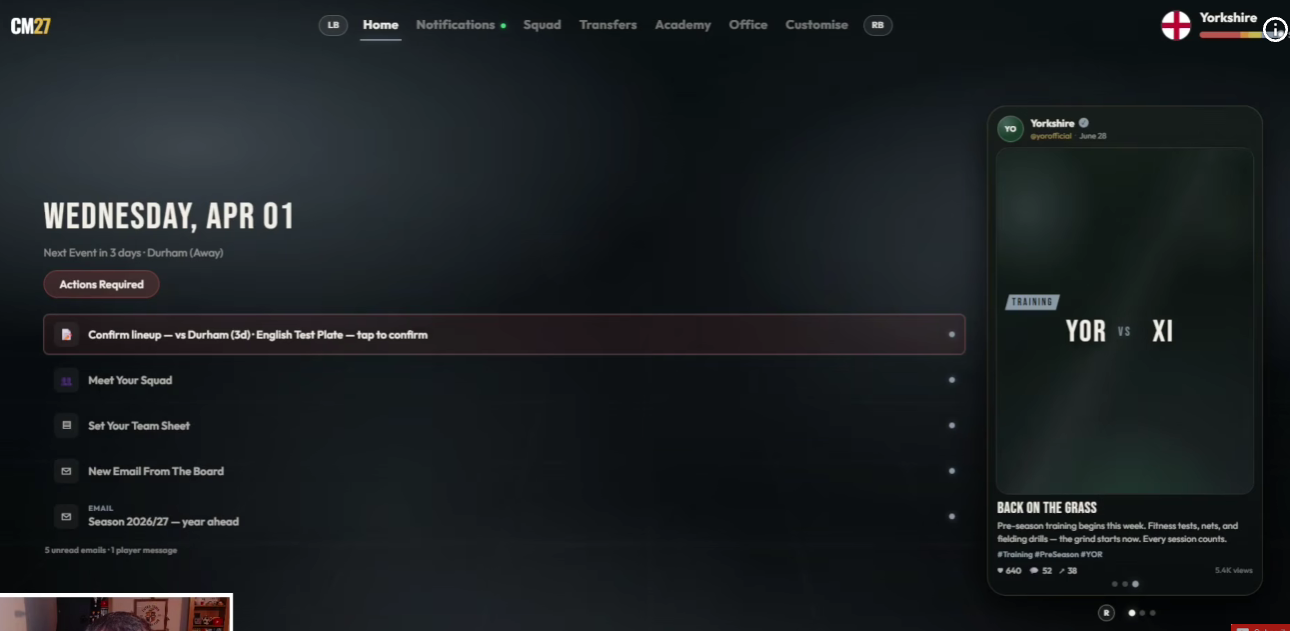 CM27
LB Home Notifications Squad Transfers Academy Office Customise RB
Yorkshire
YO Yorkshire
@yorofficial · June 28
WEDNESDAY, APR 01
Next Event in 3 days · Durham (Away)
Actions Required
Confirm lineup — vs Durham (3d) · English Test Plate — tap to confirm
Meet Your Squad
Set Your Team Sheet
New Email From The Board
EMAIL
Season 2026/27 — year ahead
5 unread emails · 1 player message
TRAINING
YOR VS XI
BACK ON THE GRASS
Pre-season training begins this week. Fitness tests, nets, and
fielding drills — the grind starts now. Every session counts.
#Training #PreSeason #YOR
640 52 38 5.4K views
R